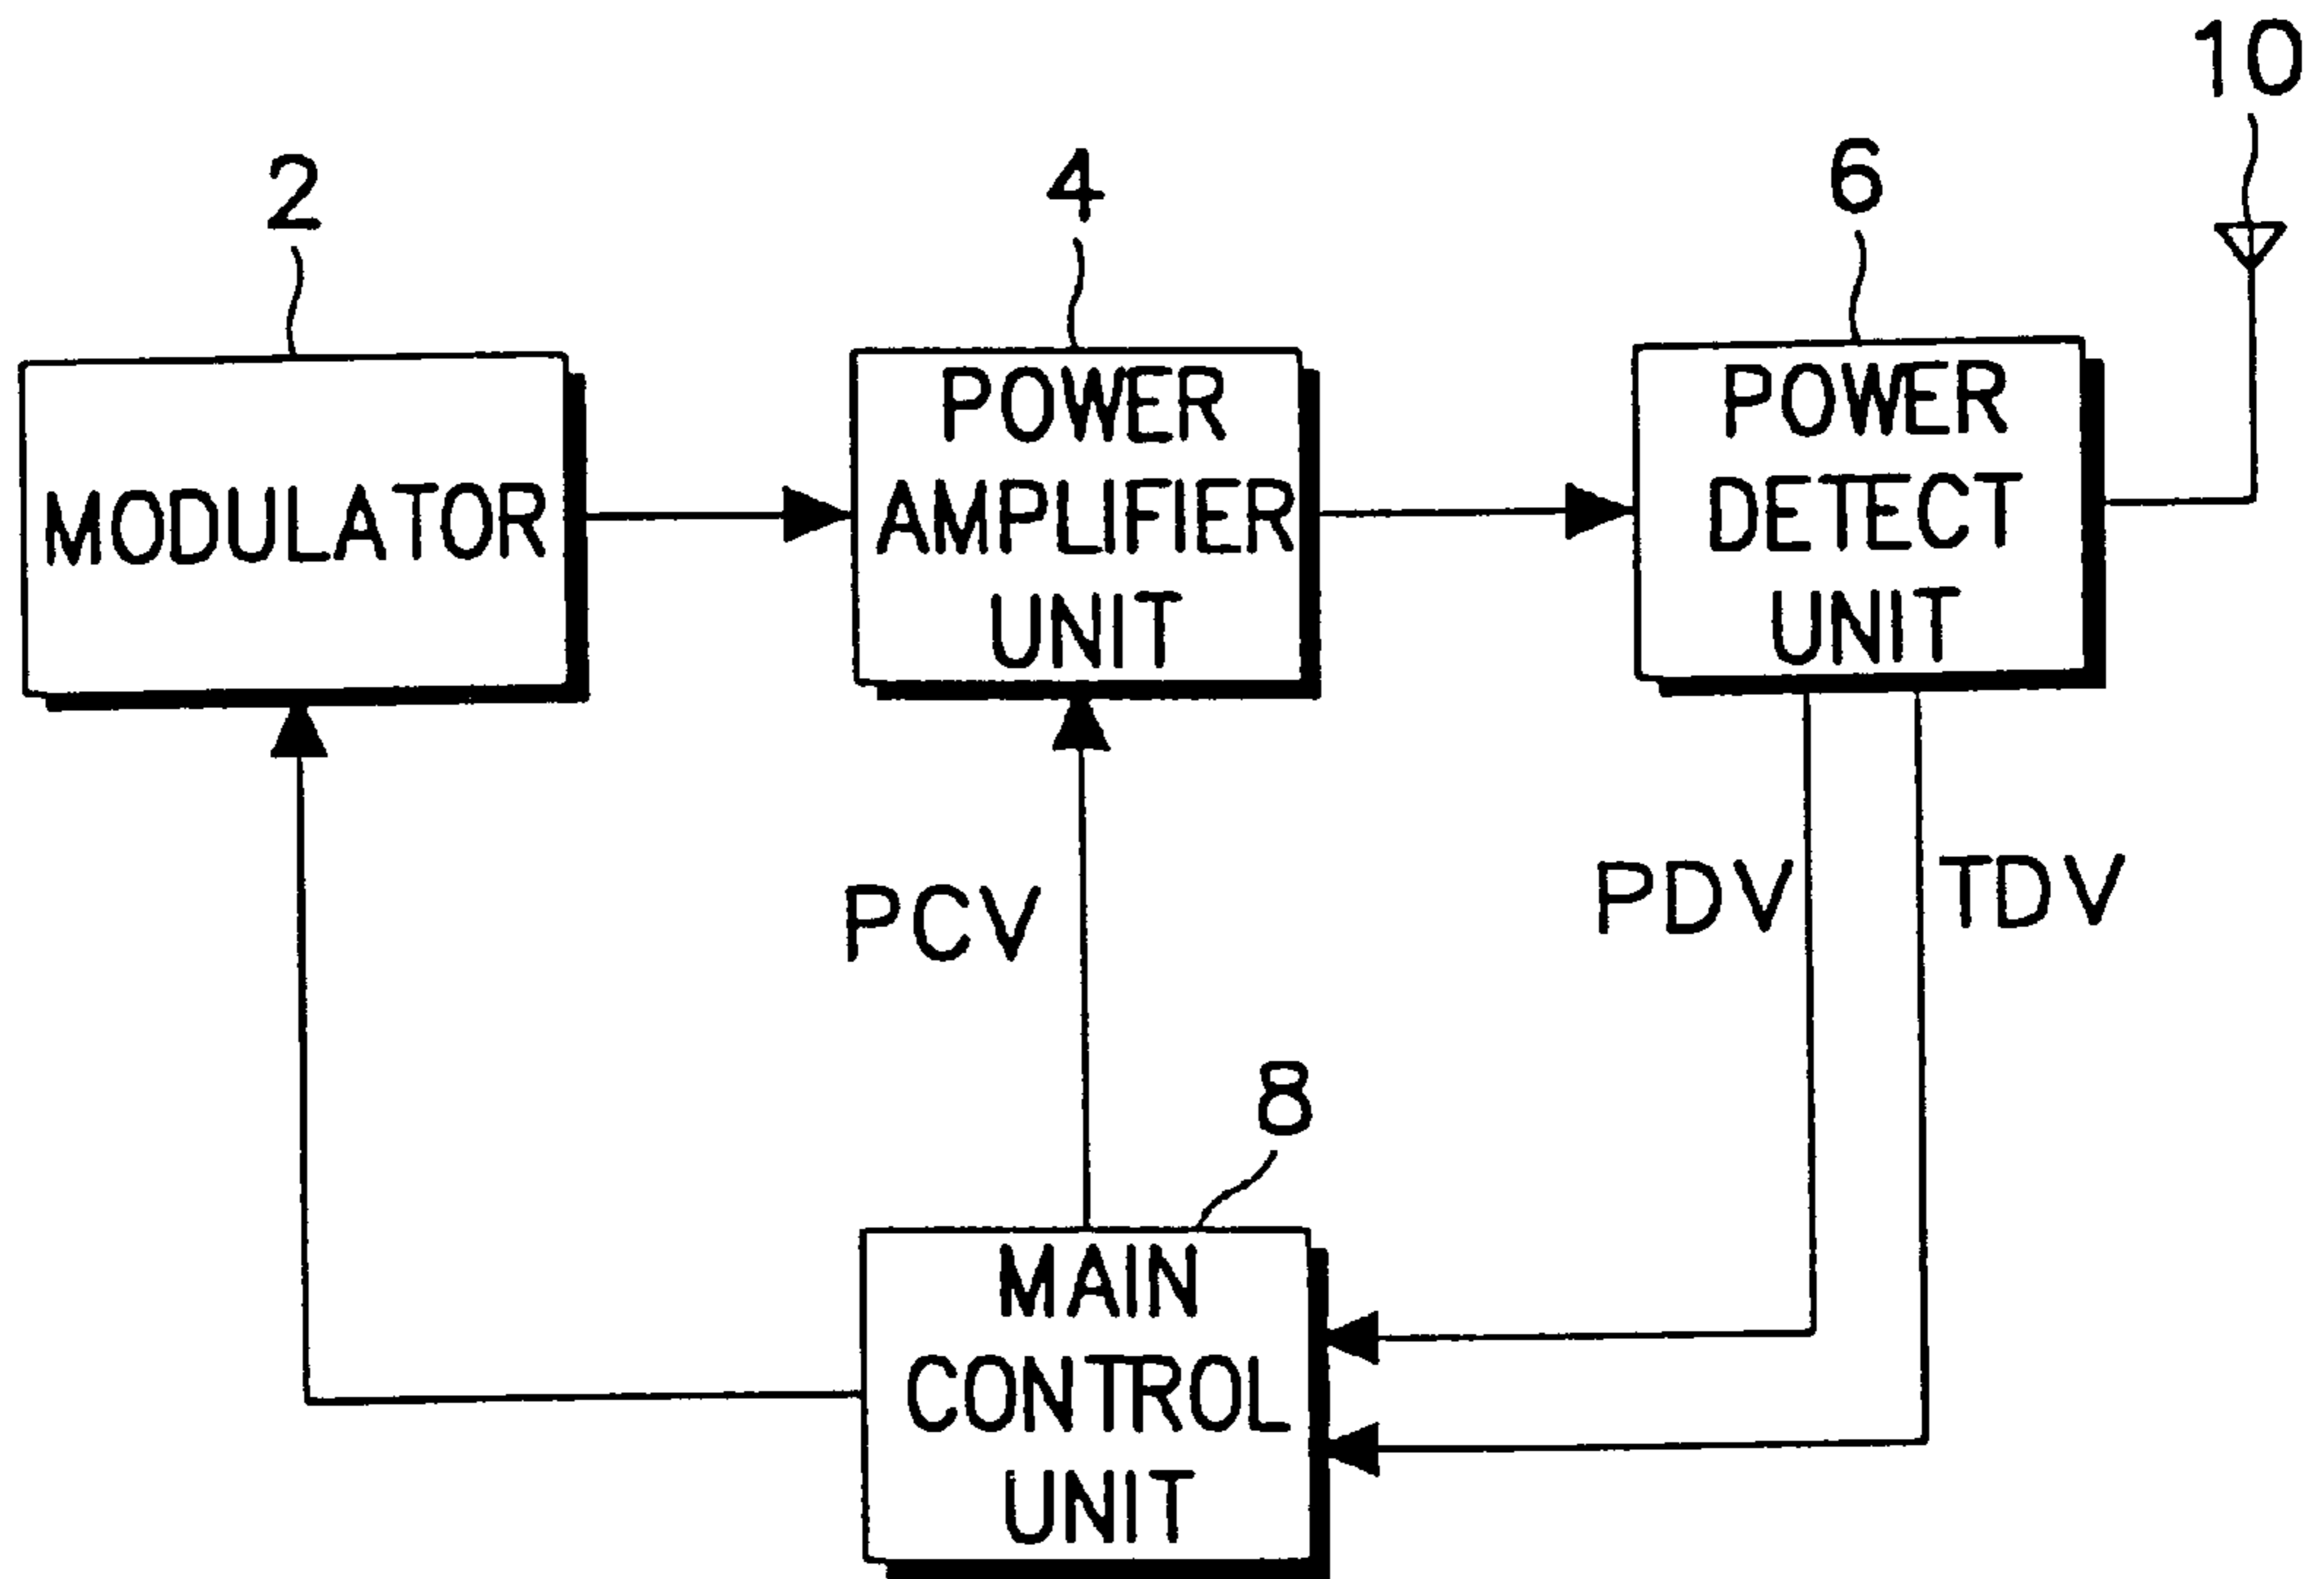 10
2
4
6
MODULATOR
POWER
AMPLIFIER
UNIT
POWER
DETECT
UNIT
PCV
PDV
TDV
8
MAIN
CONTROL
UNIT